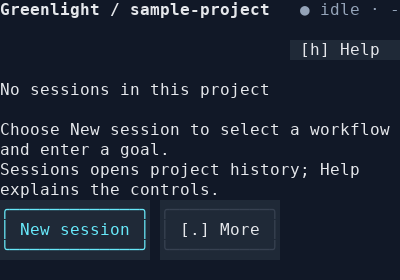 Greenlight / sample-project ● idle · -
[h] Help
No sessions in this project
Choose New session to select a workflow
and enter a goal.
Sessions opens project history; Help
explains the controls.
New session [.] More